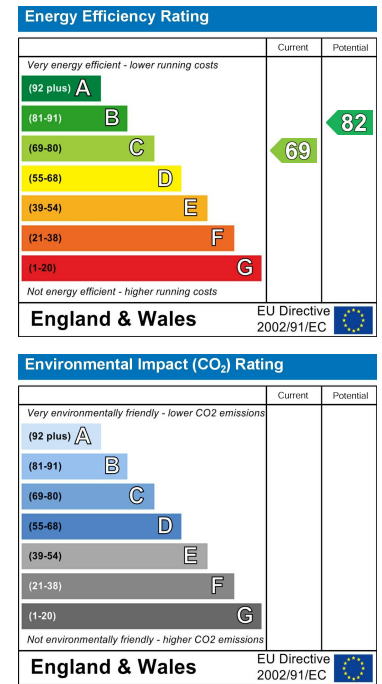 Energy Efficiency Rating
Current Potential
Very energy efficient - lower running costs
(92 plus) A
(81-91) B
82
(69-80) C
69
(55-68) D
(39-54) E
(21-38) F
(1-20) G
Not energy efficient - higher running costs
England & Wales
EU Directive
2002/91/EC
Environmental Impact (CO₂) Rating
Current Potential
Very environmentally friendly - lower CO2 emissions
(92 plus) A
(81-91) B
(69-80) C
(55-68) D
(39-54) E
(21-38) F
(1-20) G
Not environmentally friendly - higher CO2 emissions
England & Wales
EU Directive
2002/91/EC